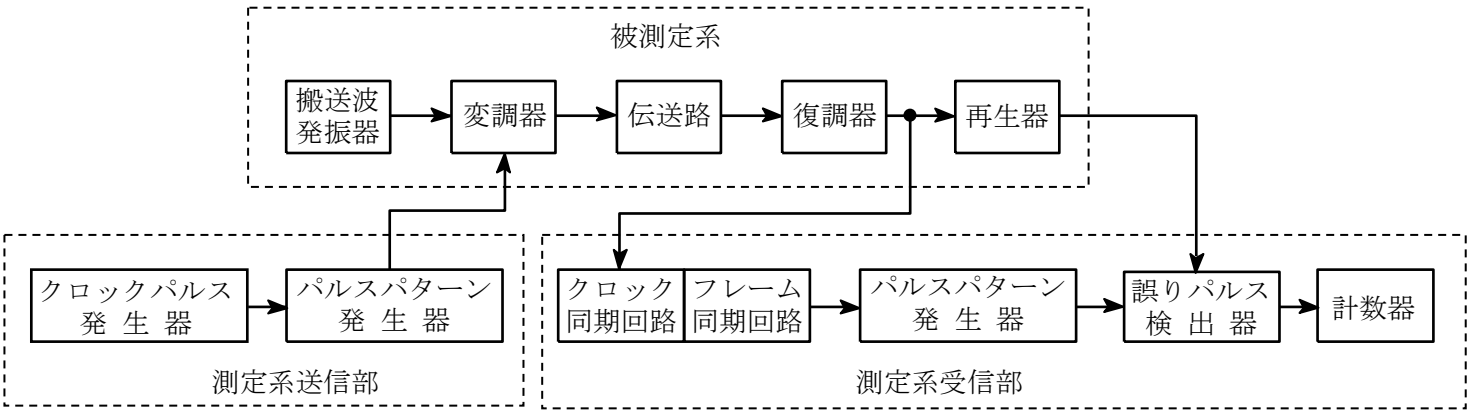 被測定系
搬送波
発振器
変調器
伝送路
復調器
再生器
クロックパルス
発 生 器
パルスパターン
発 生 器
測定系送信部
クロック
同期回路
フレーム
同期回路
パルスパターン
発 生 器
誤りパルス
検 出 器
計数器
測定系受信部